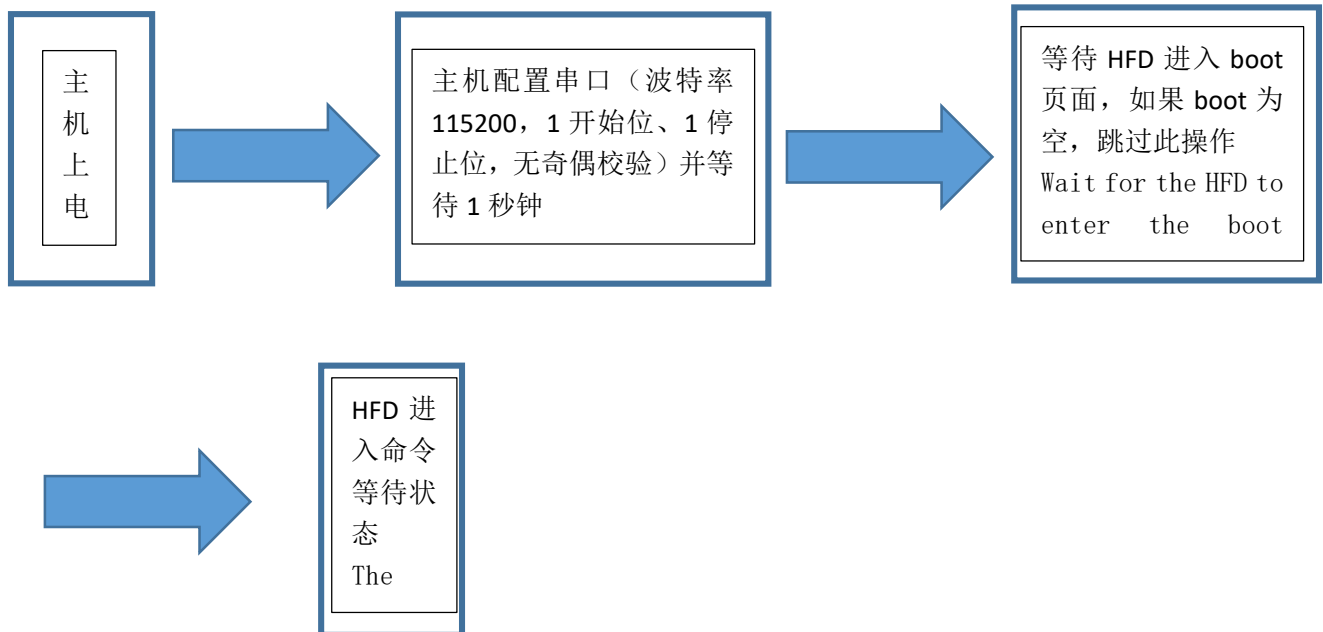 主
机
上
电
主机配置串口（波特率
115200，1 开始位、1 停
止位，无奇偶校验）并等
待 1 秒钟
等待 HFD 进入 boot
页面，如果 boot 为
空，跳过此操作
Wait for the HFD to
enter the boot
HFD 进
入命令
等待状
态
The